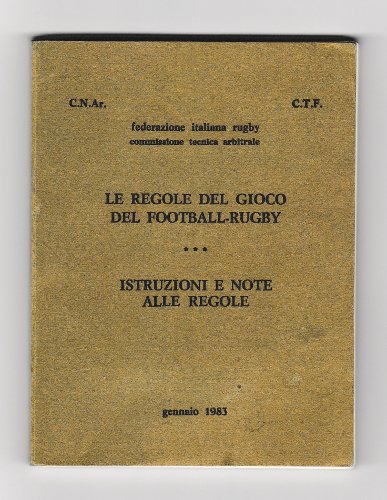 C.N.Ar. C.T.F.
federazione italiana rugby
commissione tecnica arbitrale
LE REGOLE DEL GIOCO
DEL FOOTBALL-RUGBY
• • •
ISTRUZIONI E NOTE
ALLE REGOLE
gennaio 1983